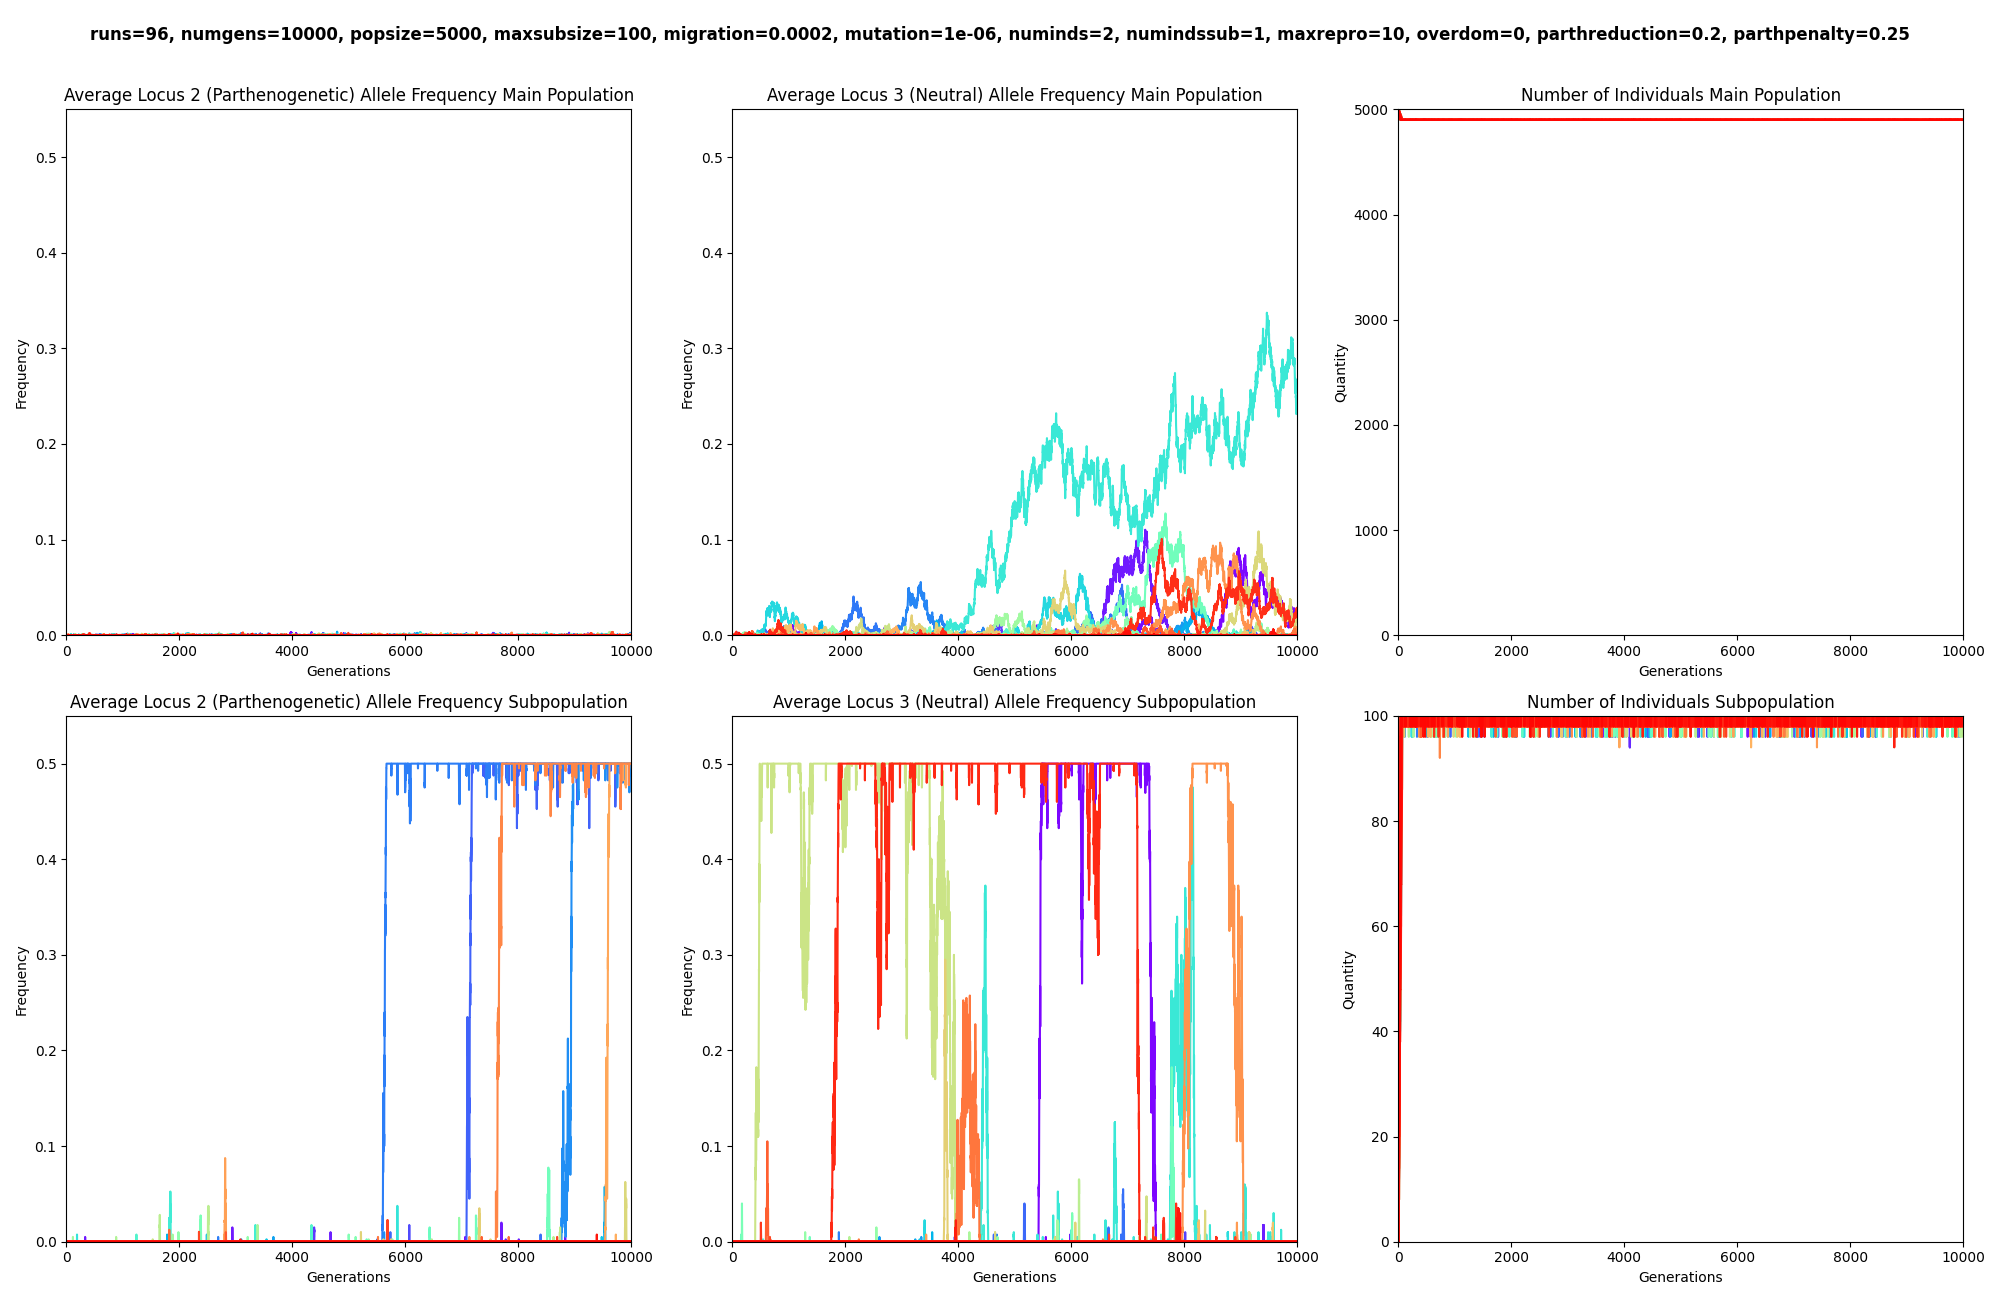 runs=96, numgens=10000, popsize=5000, maxsubsize=100, migration=0.0002, mutation=1e-06, numinds=2, numindssub=1, maxrepro=10, overdom=0, parthreduction=0.2, parthpenalty=0.25
Average Locus 2 (Parthenogenetic) Allele Frequency Main Population
Frequency
0.5
0.4
0.3
0.2
0.1
0.0
0 2000 4000 6000 8000 10000
Generations
Average Locus 3 (Neutral) Allele Frequency Main Population
Frequency
0.5
0.4
0.3
0.2
0.1
0.0
0 2000 4000 6000 8000 10000
Generations
Number of Individuals Main Population
Quantity
5000
4000
3000
2000
1000
0
0 2000 4000 6000 8000 10000
Generations
Average Locus 2 (Parthenogenetic) Allele Frequency Subpopulation
Frequency
0.5
0.4
0.3
0.2
0.1
0.0
0 2000 4000 6000 8000 10000
Generations
Average Locus 3 (Neutral) Allele Frequency Subpopulation
Frequency
0.5
0.4
0.3
0.2
0.1
0.0
0 2000 4000 6000 8000 10000
Generations
Number of Individuals Subpopulation
Quantity
100
80
60
40
20
0
0 2000 4000 6000 8000 10000
Generations